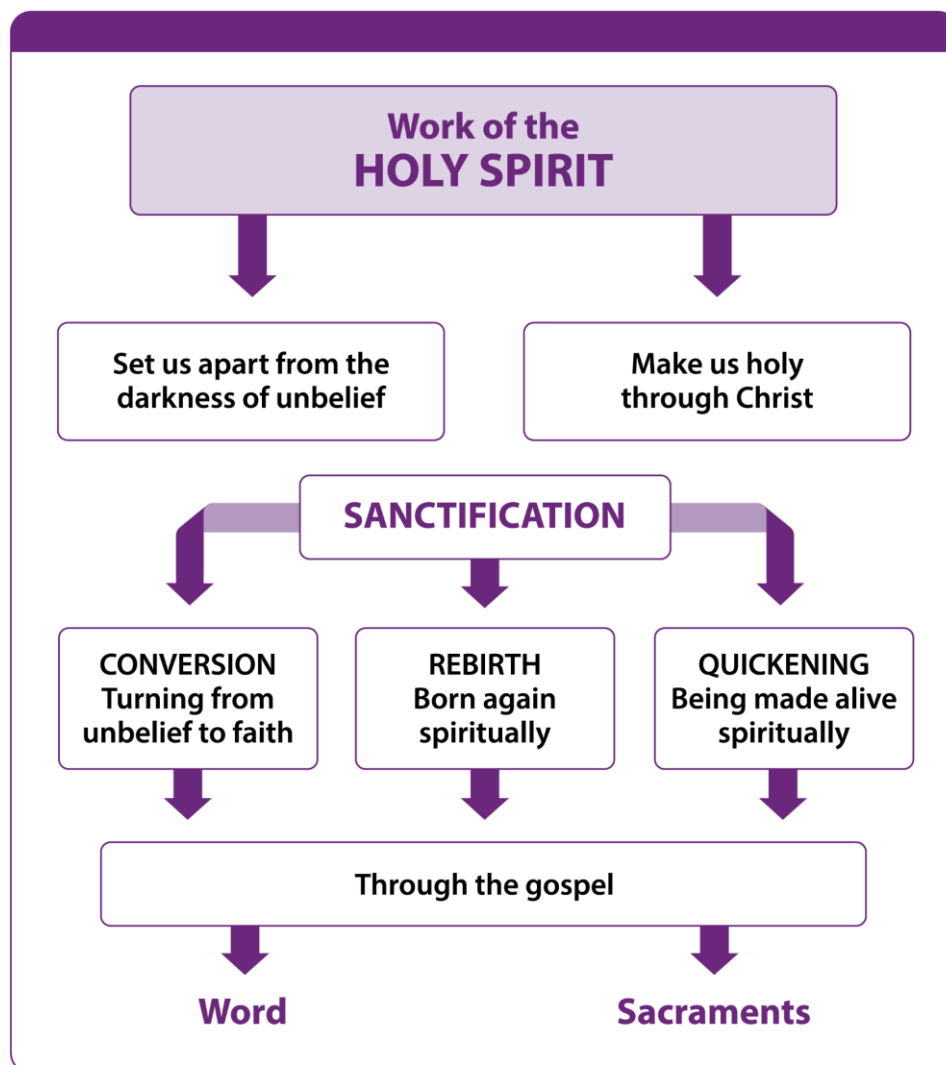 Work of the
HOLY SPIRIT
Set us apart from the
darkness of unbelief
Make us holy
through Christ
SANCTIFICATION
CONVERSION
Turning from
unbelief to faith
REBIRTH
Born again
spiritually
QUICKENING
Being made alive
spiritually
Through the gospel
Word
Sacraments